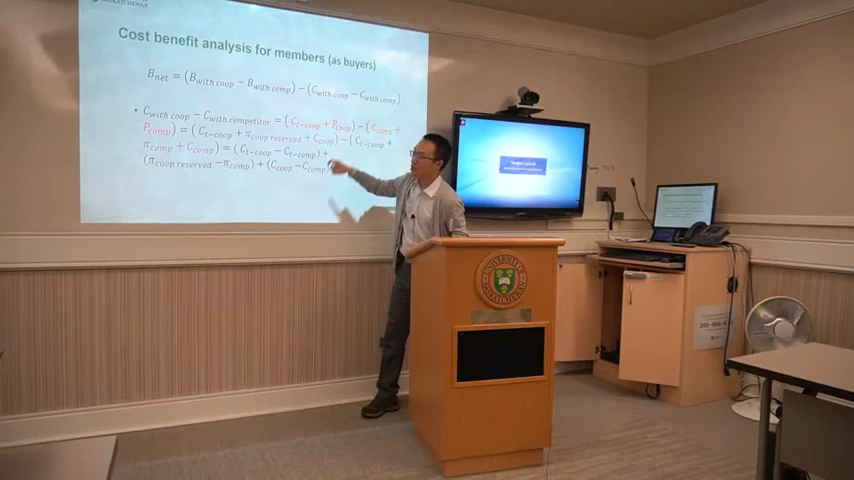 SASKATCHEWAN
Cost benefit analysis for members (as buyers)
B_net = (B_with coop − B_with comp) − (C_with coop − C_with comp)
• C_with coop − C_with competitor = (C_t−coop + P_coop) − (C_comp +
P_comp) = (C_t−coop + π_coop reserved + C_coop) − (C_t−comp +
π_comp + C_comp) = (C_t−coop − C_t−comp) +
(π_coop reserved − π_comp) + (C_coop − C_comp)
UNIVERSITY OF
SASKATCHEWAN